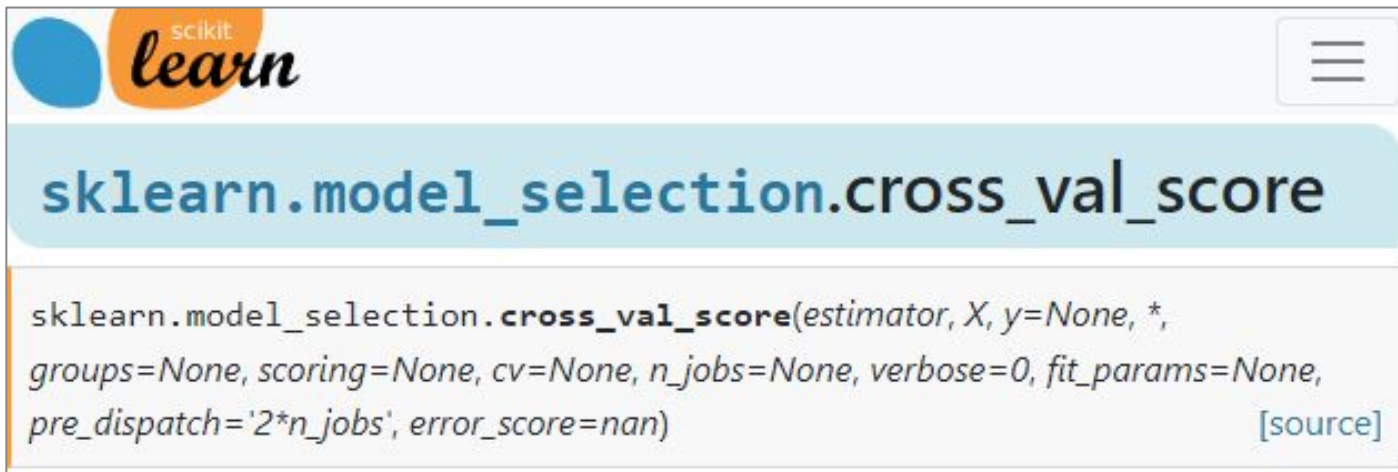 scikit
learn
sklearn.model_selection.cross_val_score
sklearn.model_selection.cross_val_score(estimator, X, y=None, *,
groups=None, scoring=None, cv=None, n_jobs=None, verbose=0, fit_params=None,
pre_dispatch='2*n_jobs', error_score=nan) [source]